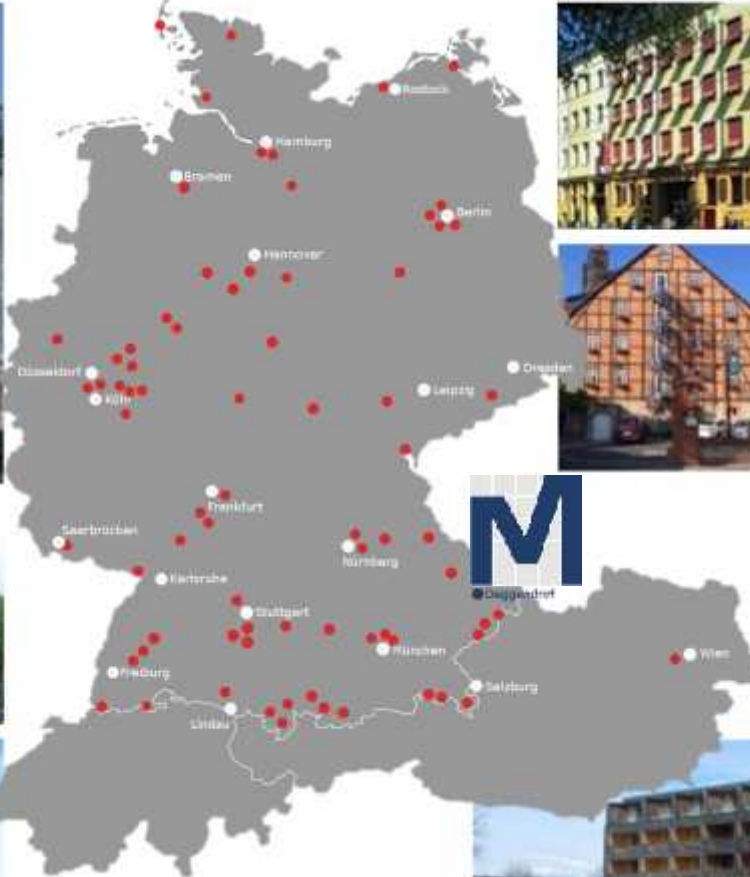 Rostock
Hamburg
Bremen
Berlin
Hannover
Düsseldorf
Dresden
Leipzig
Köln
Frankfurt
Saarbrücken
Nürnberg
Karlsruhe
M
Deggendorf
Stuttgart
München
Wien
Freiburg
Salzburg
Lindau